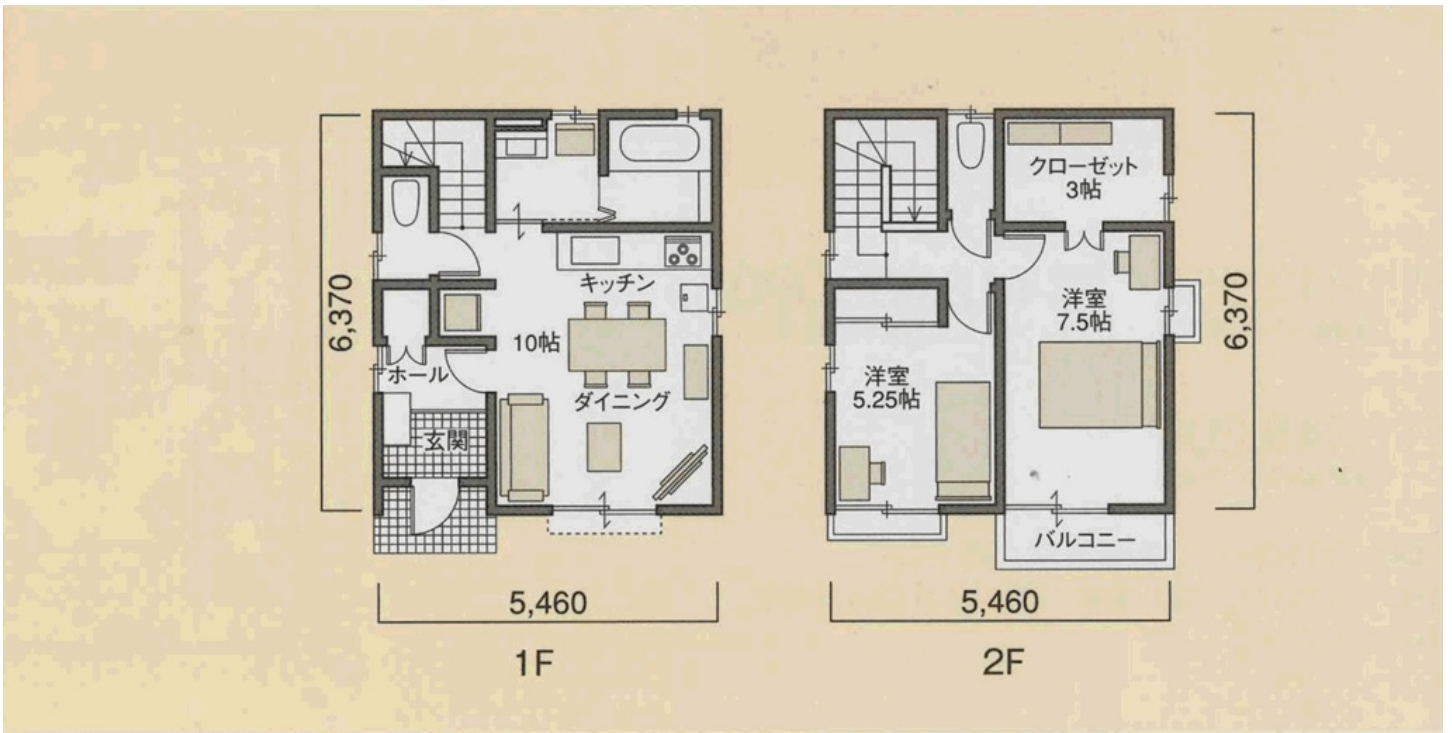 6,370
キッチン
10帖
ホール
ダイニング
玄関
5,460
1F
クローゼット
3帖
洋室
7.5帖
洋室
5.25帖
バルコニー
6,370
5,460
2F